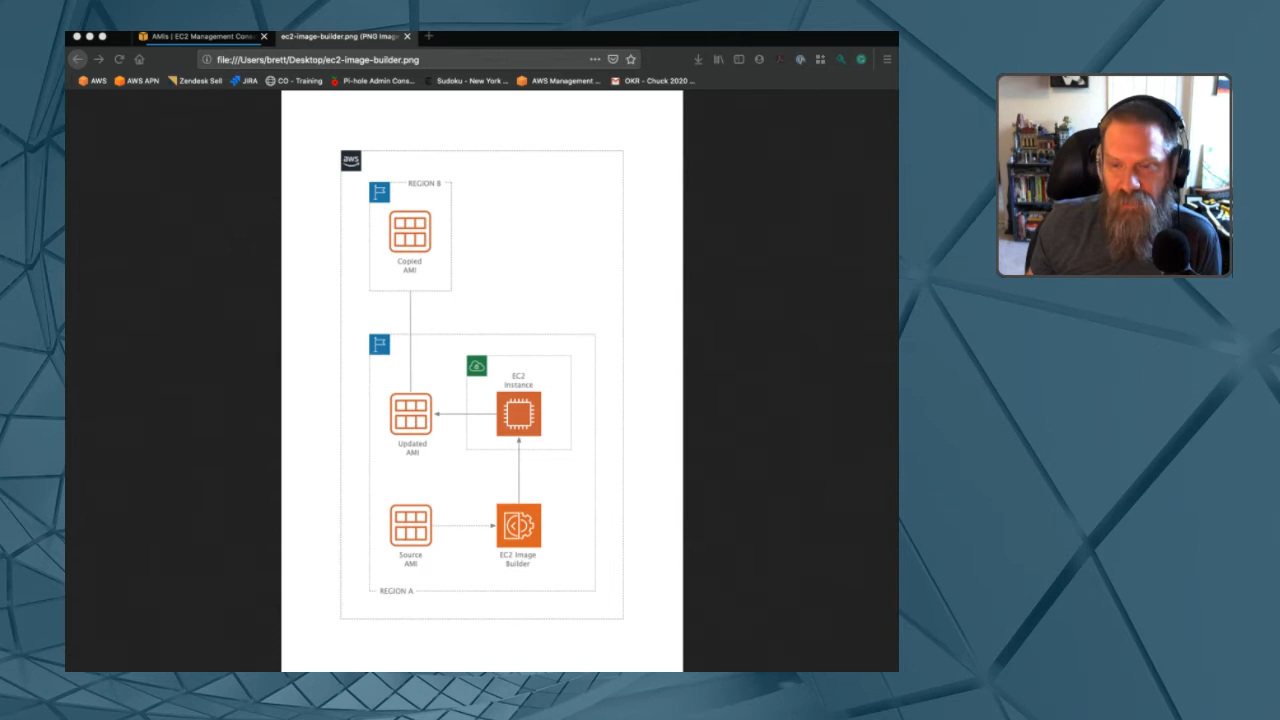 AMIs | EC2 Management Cons
ec2-image-builder.png (PNG Imag
file:///Users/brett/Desktop/ec2-image-builder.png
AWS
AWS APN
Zendesk Sell
JIRA
CO - Training
Pi-hole Admin Cons...
Sudoku - New York ...
AWS Management ...
OKR - Chuck 2020 ...
aws
REGION B
Copied
AMI
EC2
Instance
Updated
AMI
Source
AMI
EC2 Image
Builder
REGION A